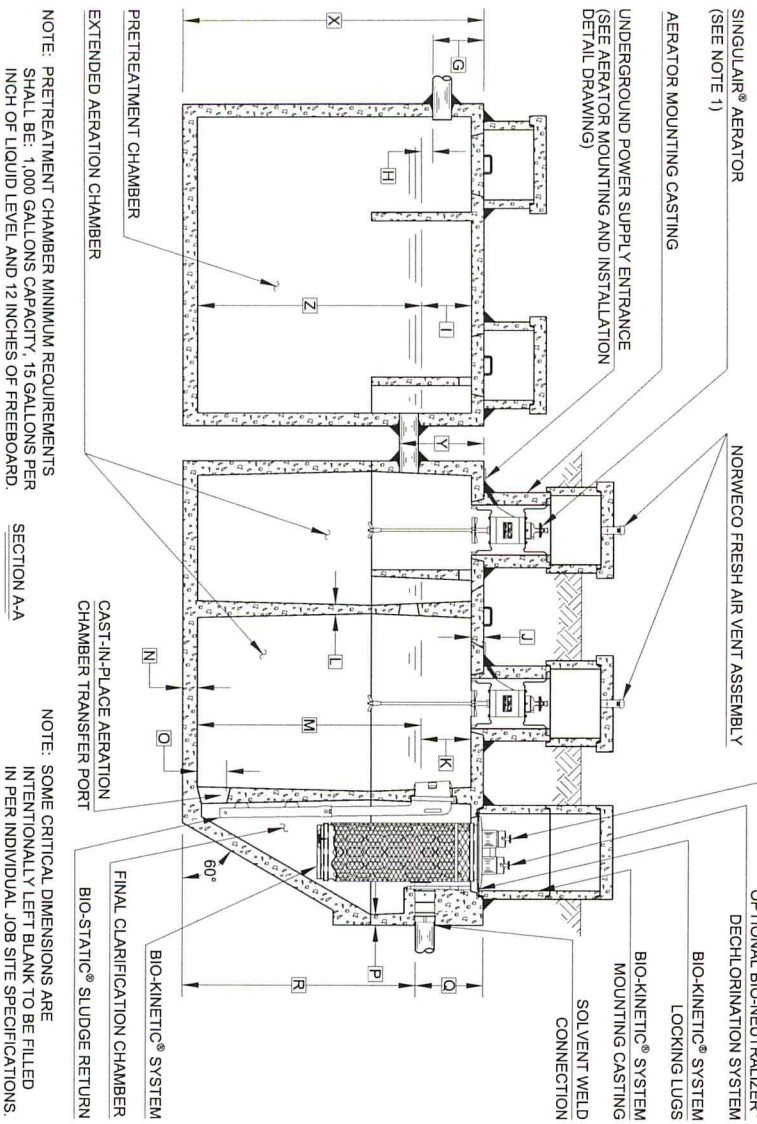 SINGULAIR® AERATOR
(SEE NOTE 1)
AERATOR MOUNTING CASTING
UNDERGROUND POWER SUPPLY ENTRANCE
(SEE AERATOR MOUNTING AND INSTALLATION
DETAIL DRAWING)
PRETREATMENT CHAMBER
EXTENDED AERATION CHAMBER
NOTE: PRETREATMENT CHAMBER MINIMUM REQUIREMENTS
SHALL BE: 1,000 GALLONS CAPACITY, 15 GALLONS PER
INCH OF LIQUID LEVEL AND 12 INCHES OF FREEBOARD.
NORWECO FRESH AIR VENT ASSEMBLY
OPTIONAL BIO-NEUTRALIZER
DECHLORINATION SYSTEM
BIO-KINETIC® SYSTEM
LOCKING LUGS
BIO-KINETIC® SYSTEM
MOUNTING CASTING
SOLVENT WELD
CONNECTION
X
G
H
Z
I
Y
J
L
K
M
N
O
60°
P
Q
R
SECTION A-A
CAST-IN-PLACE AERATION
CHAMBER TRANSFER PORT
BIO-KINETIC® SYSTEM
FINAL CLARIFICATION CHAMBER
BIO-STATIC® SLUDGE RETURN
NOTE: SOME CRITICAL DIMENSIONS ARE
INTENTIONALLY LEFT BLANK TO BE FILLED
IN PER INDIVIDUAL JOB SITE SPECIFICATIONS.